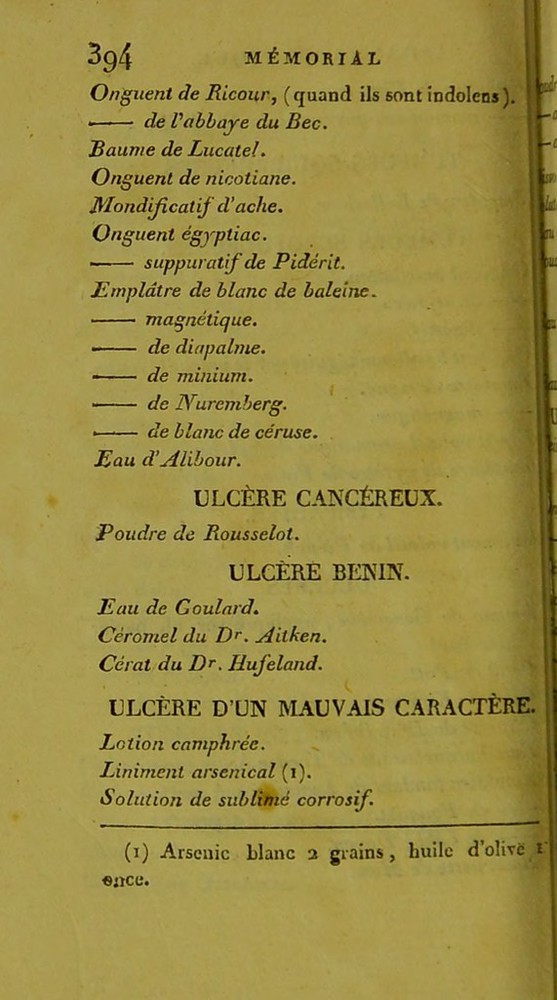 394 MÉMORIAL
Onguent de Ricour, (quand ils sont indolens).
—— de l'abbaye du Bec.
Baume de Lucatel.
Onguent de nicotiane.
Mondificatif d'ache.
Onguent égyptiac.
—— suppuratif de Pidérit.
Emplâtre de blanc de baleine.
—— magnétique.
—— de diapalme.
—— de minium.
—— de Nuremberg.
—— de blanc de céruse.
Eau d'Alibour.
ULCÈRE CANCÉREUX.
Poudre de Rousselot.
ULCÈRE BENIN.
Eau de Goulard.
Céromel du Dr. Aitken.
Cérat du Dr. Hufeland.
ULCÈRE D'UN MAUVAIS CARACTÈRE.
Lotion camphrée.
Liniment arsenical (1).
Solution de sublimé corrosif.
(1) Arsenic blanc 2 grains, huile d'olive 1
once.